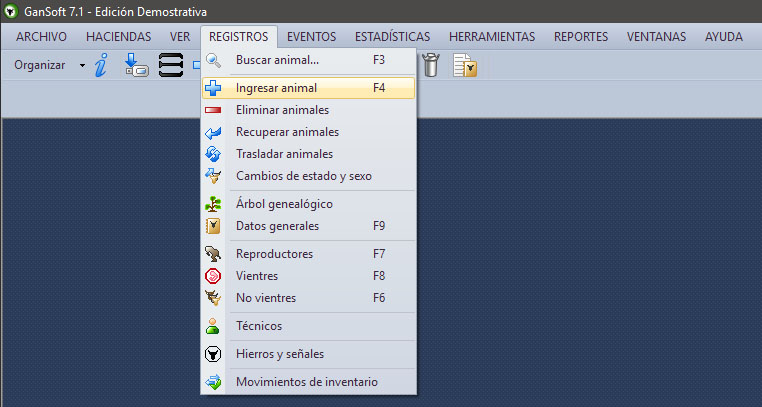 GanSoft 7.1 - Edición Demostrativa
ARCHIVO HACIENDAS VER REGISTROS EVENTOS ESTADÍSTICAS HERRAMIENTAS REPORTES VENTANAS AYUDA
Organizar
Buscar animal... F3
Ingresar animal F4
Eliminar animales
Recuperar animales
Trasladar animales
Cambios de estado y sexo
Árbol genealógico
Datos generales F9
Reproductores F7
Vientres F8
No vientres F6
Técnicos
Hierros y señales
Movimientos de inventario